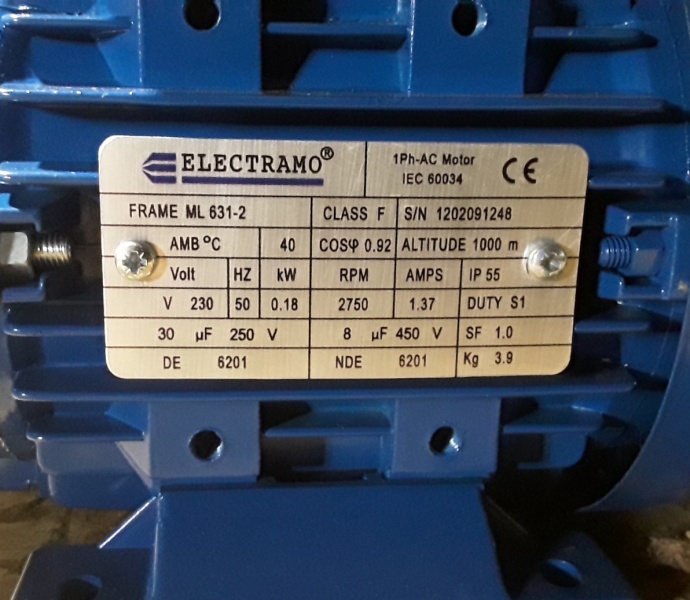 ELECTRAMO®
1Ph-AC Motor
IEC 60034
CE
FRAME ML 631-2 CLASS F S/N 1202091248
AMB °C 40 COSφ 0.92 ALTITUDE 1000 m
Volt HZ kW RPM AMPS IP 55
V 230 50 0.18 2750 1.37 DUTY S1
30 µF 250 V 8 µF 450 V SF 1.0
DE 6201 NDE 6201 Kg 3.9